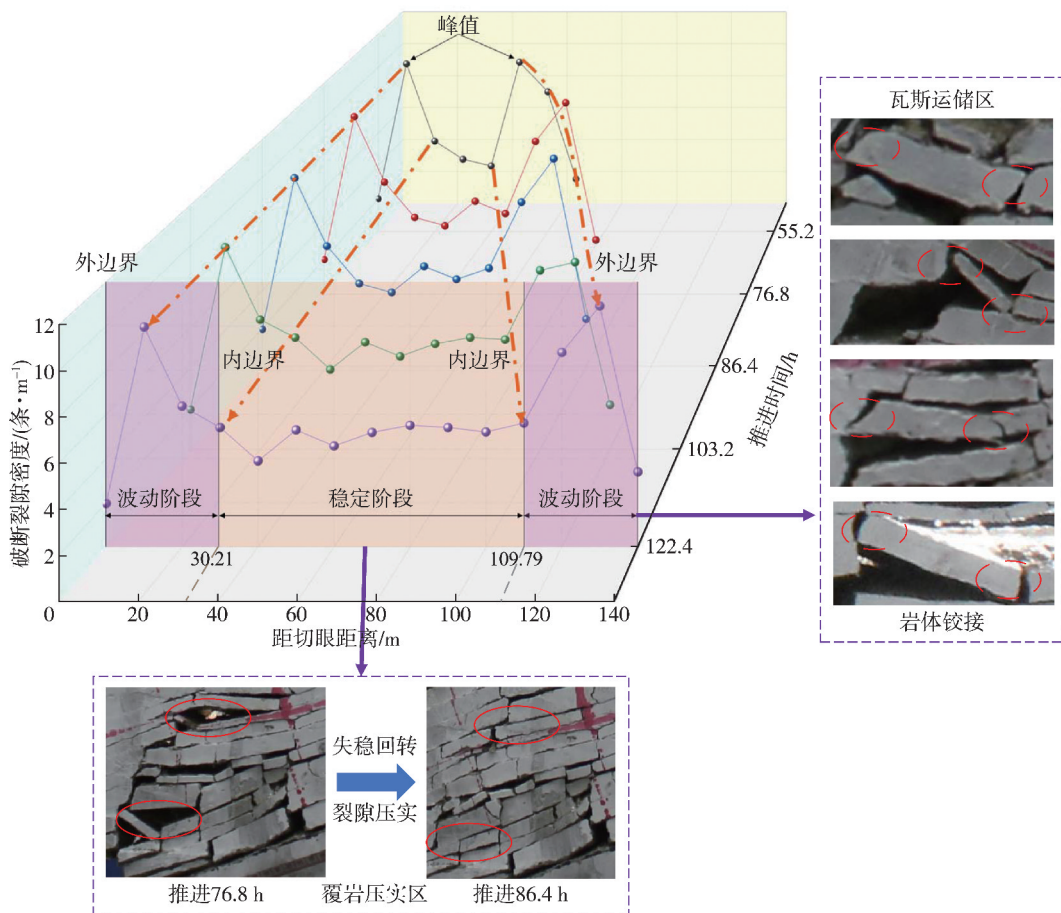 峰值
瓦斯运储区
55.2
76.8
86.4
103.2
122.4
推进时间/h
外边界
外边界
内边界
内边界
12
10
8
6
4
2
0
破断裂隙密度/(条·m⁻¹)
波动阶段
稳定阶段
波动阶段
30.21
109.79
20
40
60
80
100
120
140
距切眼距离/m
岩体铰接
失稳回转
裂隙压实
推进76.8 h
覆岩压实区
推进86.4 h